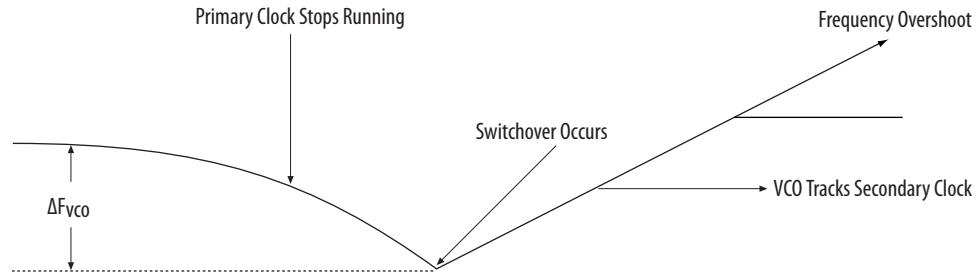 Primary Clock Stops Running
Frequency Overshoot
Switchover Occurs
VCO Tracks Secondary Clock
ΔFvco